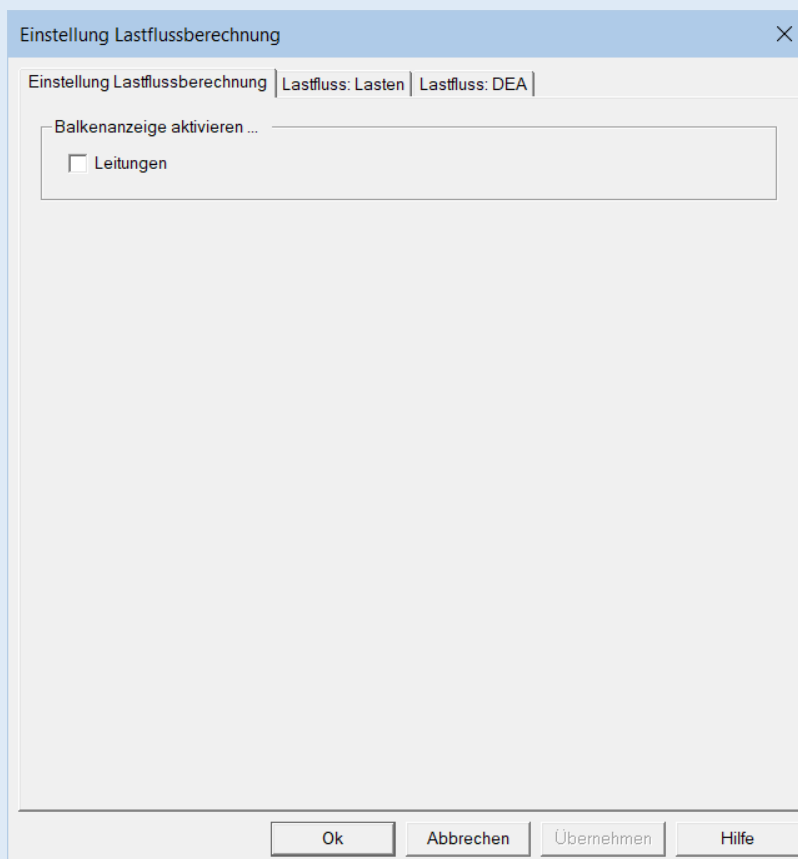 Einstellung Lastflussberechnung
Einstellung Lastflussberechnung Lastfluss: Lasten Lastfluss: DEA
Balkenanzeige aktivieren ...
Leitungen
Ok Abbrechen Übernehmen Hilfe